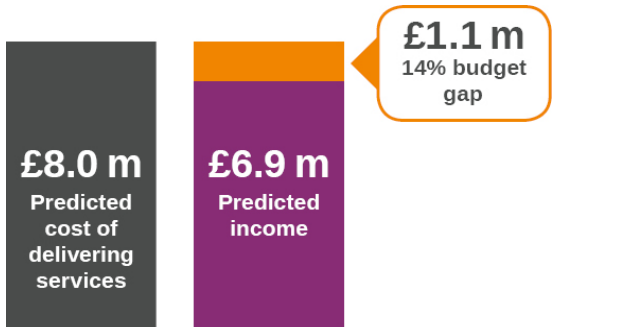 £1.1 m
14% budget
gap
£8.0 m
Predicted
cost of
delivering
services
£6.9 m
Predicted
income